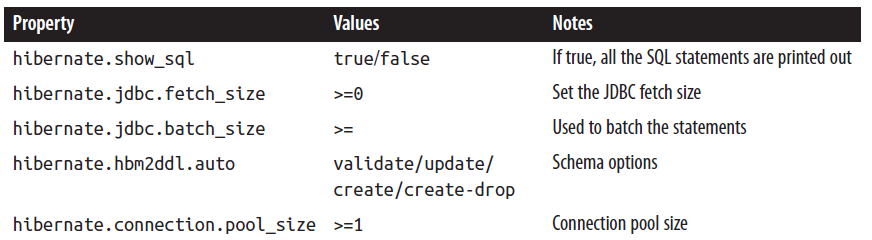 Property Values Notes
hibernate.show_sql true/false If true, all the SQL statements are printed out
hibernate.jdbc.fetch_size >=0 Set the JDBC fetch size
hibernate.jdbc.batch_size >= Used to batch the statements
hibernate.hbm2ddl.auto validate/update/ Schema options
create/create-drop
hibernate.connection.pool_size >=1 Connection pool size